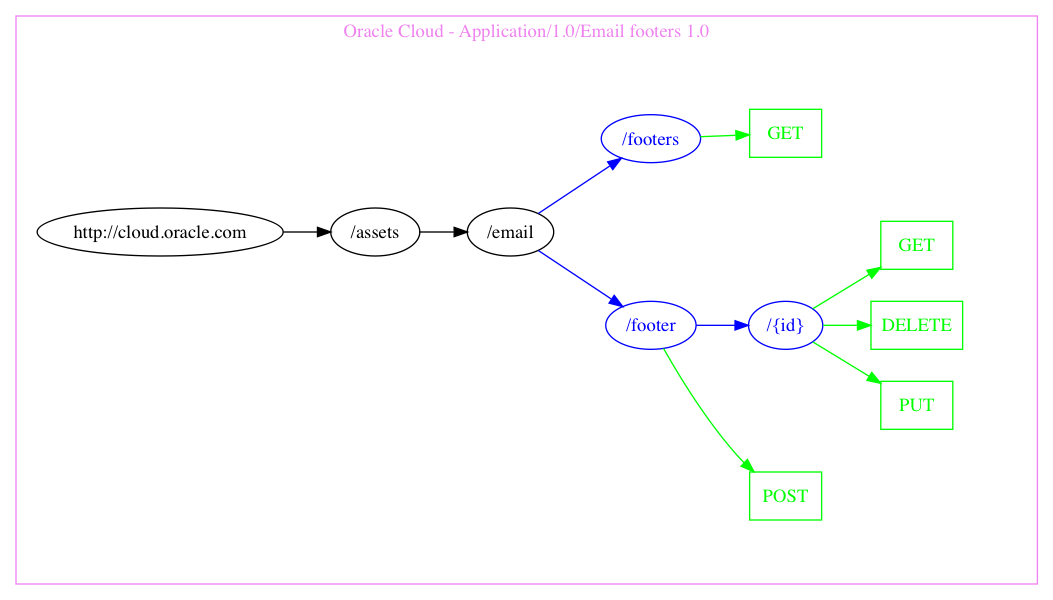 Oracle Cloud - Application/1.0/Email footers 1.0
/footers
GET
http://cloud.oracle.com
/assets
/email
GET
/footer
/{id}
DELETE
PUT
POST